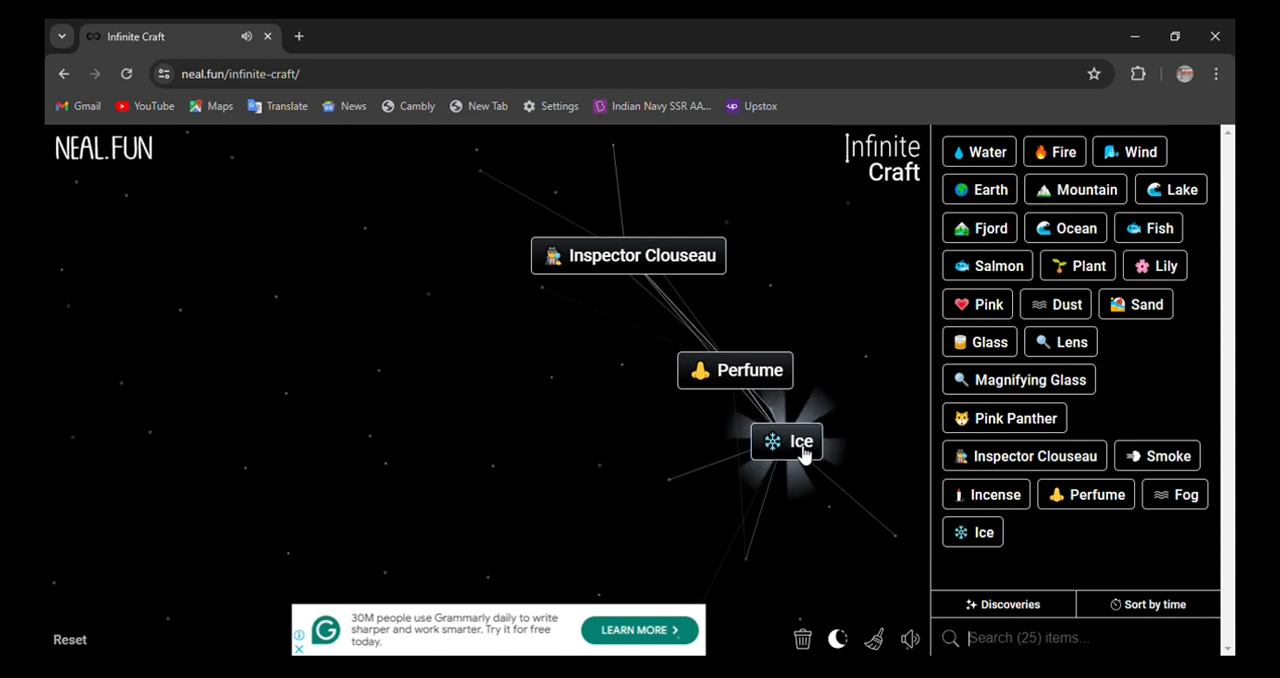 Infinite Craft
neal.fun/infinite-craft/
Gmail YouTube Maps Translate News Cambly New Tab Settings Indian Navy SSR AA... Upstox
NEAL.FUN
Infinite
Craft
Inspector Clouseau
Perfume
Ice
Water Fire Wind
Earth Mountain Lake
Fjord Ocean Fish
Salmon Plant Lily
Pink Dust Sand
Glass Lens
Magnifying Glass
Pink Panther
Inspector Clouseau Smoke
Incense Perfume Fog
Ice
Discoveries Sort by time
Search (25) items...
Reset
30M people use Grammarly daily to write
sharper and work smarter. Try it for free
today.
LEARN MORE >